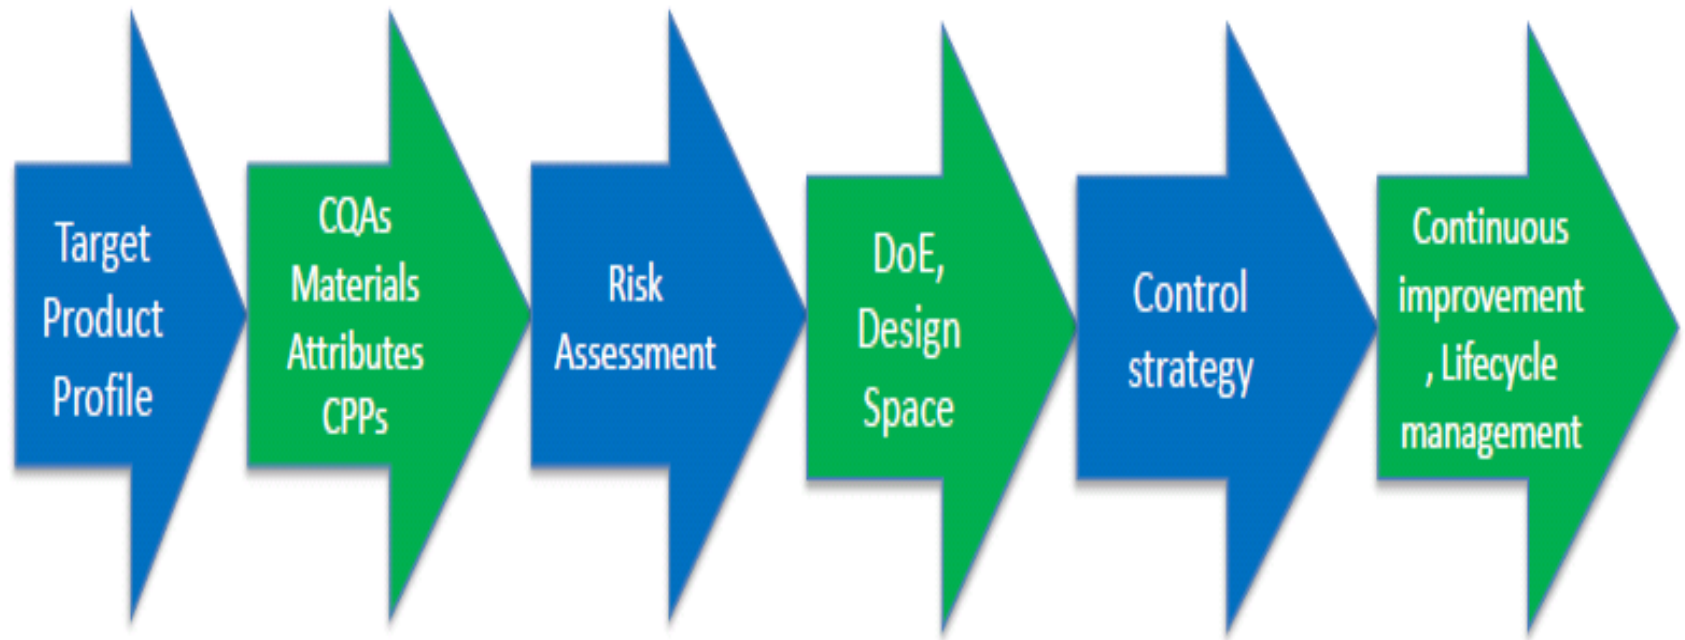 Target
Product
Profile
CQAs
Materials
Attributes
CPPs
Risk
Assessment
DoE,
Design
Space
Control
strategy
Continuous
improvement
, Lifecycle
management